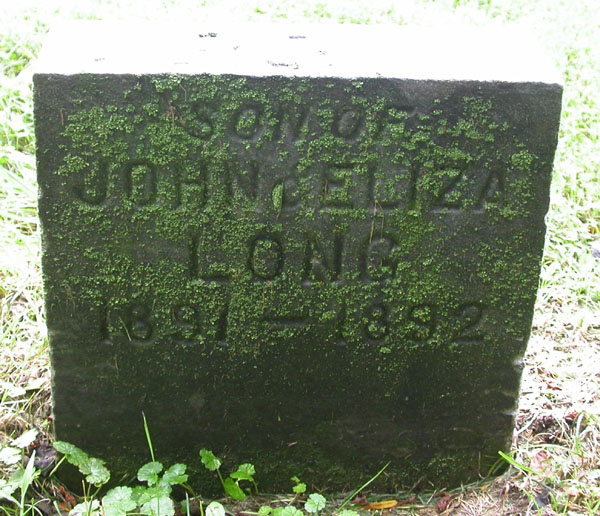 SON OF
JOHN & ELIZA
LONG
1891 — 1892